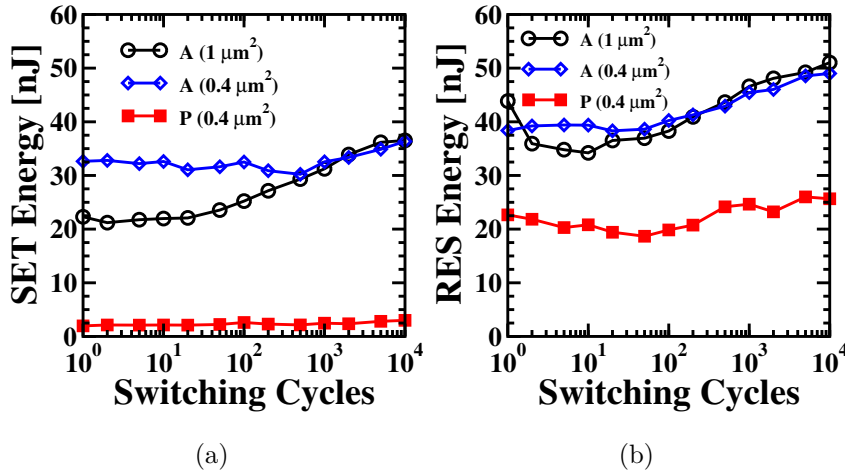 60
50
40
30
20
10
0
SET Energy [nJ]
A (1 μm²)
A (0.4 μm²)
P (0.4 μm²)
10⁰ 10¹ 10² 10³ 10⁴
Switching Cycles
(a)
60
50
40
30
20
10
0
RES Energy [nJ]
A (1 μm²)
A (0.4 μm²)
P (0.4 μm²)
10⁰ 10¹ 10² 10³ 10⁴
Switching Cycles
(b)